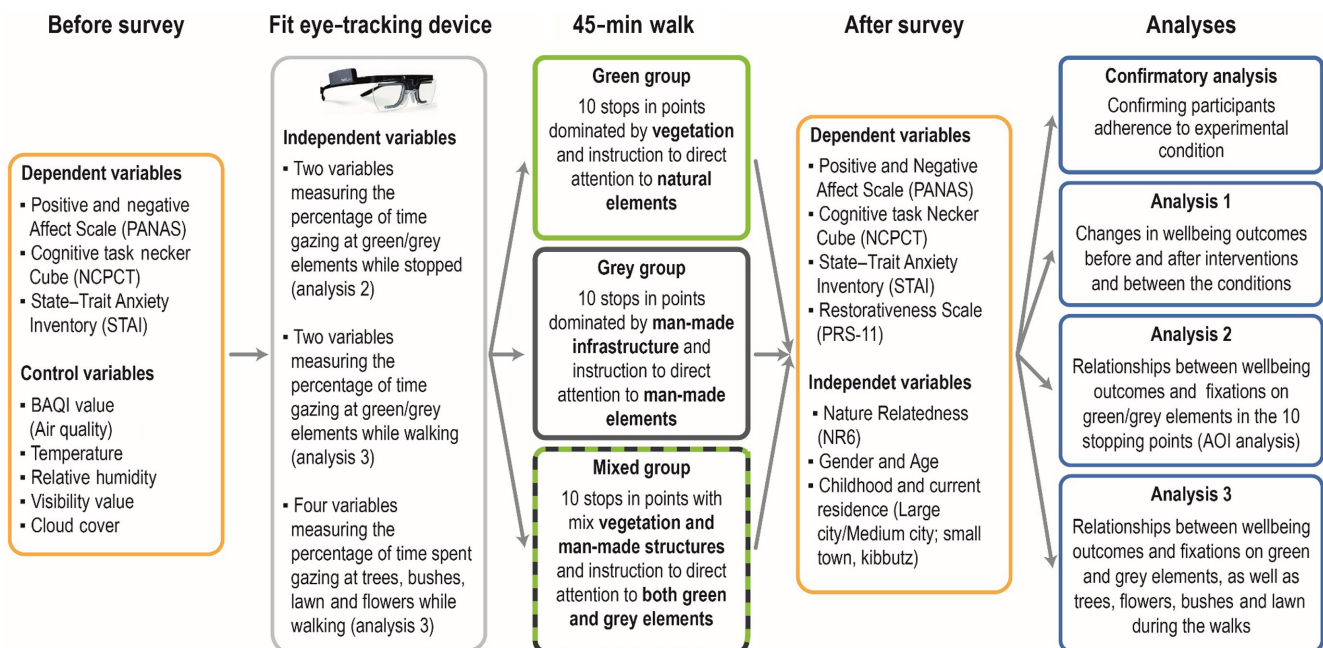 Before survey
Dependent variables
▪ Positive and negative
Affect Scale (PANAS)
▪ Cognitive task necker
Cube (NCPCT)
▪ State–Trait Anxiety
Inventory (STAI)
Control variables
▪ BAQI value
(Air quality)
▪ Temperature
▪ Relative humidity
▪ Visibility value
▪ Cloud cover
Fit eye–tracking device
Independent variables
▪ Two variables
measuring the
percentage of time
gazing at green/grey
elements while stopped
(analysis 2)
▪ Two variables
measuring the
percentage of time
gazing at green/grey
elements while walking
(analysis 3)
▪ Four variables
measuring the
percentage of time spent
gazing at trees, bushes,
lawn and flowers while
walking (analysis 3)
45–min walk
Green group
10 stops in points
dominated by vegetation
and instruction to direct
attention to natural
elements
Grey group
10 stops in points
dominated by man-made
infrastructure and
instruction to direct
attention to man-made
elements
Mixed group
10 stops in points with
mix vegetation and
man-made structures
and instruction to direct
attention to both green
and grey elements
After survey
Dependent variables
▪ Positive and Negative
Affect Scale (PANAS)
▪ Cognitive task Necker
Cube (NCPCT)
▪ State–Trait Anxiety
Inventory (STAI)
▪ Restorativeness Scale
(PRS-11)
Independet variables
▪ Nature Relatedness
(NR6)
▪ Gender and Age
▪ Childhood and current
residence (Large
city/Medium city; small
town, kibbutz)
Analyses
Confirmatory analysis
Confirming participants
adherence to experimental
condition
Analysis 1
Changes in wellbeing outcomes
before and after interventions
and between the conditions
Analysis 2
Relationships between wellbeing
outcomes and fixations on
green/grey elements in the 10
stopping points (AOI analysis)
Analysis 3
Relationships between wellbeing
outcomes and fixations on green
and grey elements, as well as
trees, flowers, bushes and lawn
during the walks